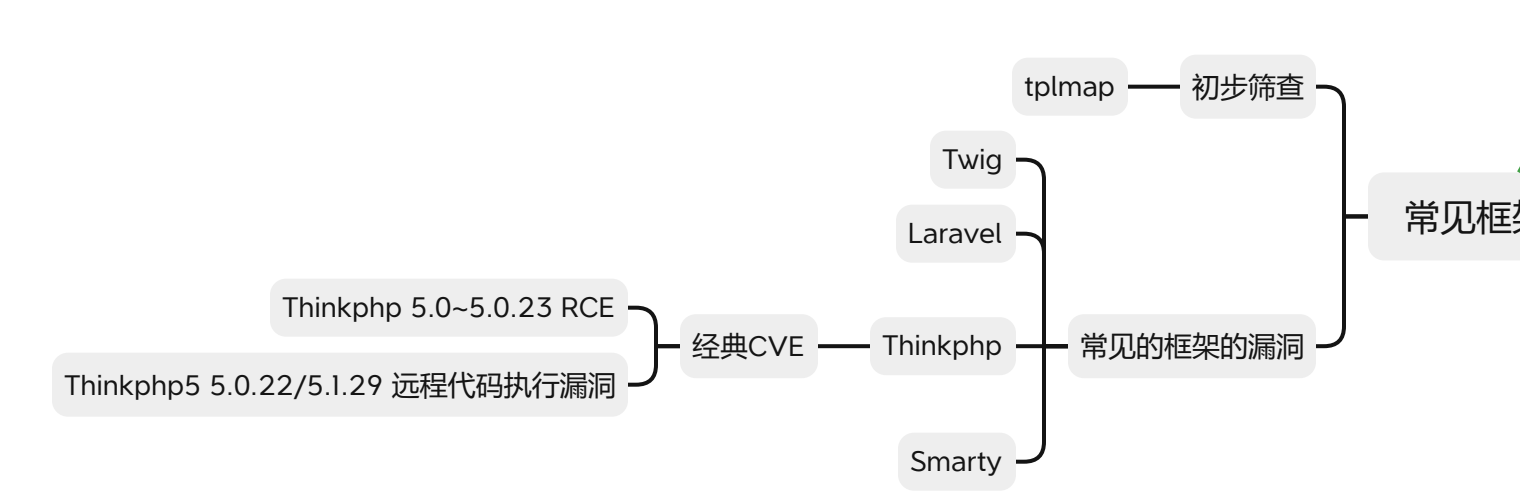 tplmap
初步筛查
Twig
Laravel
常见框
Thinkphp 5.0~5.0.23 RCE
经典CVE
Thinkphp
常见的框架的漏洞
Thinkphp5 5.0.22/5.1.29 远程代码执行漏洞
Smarty